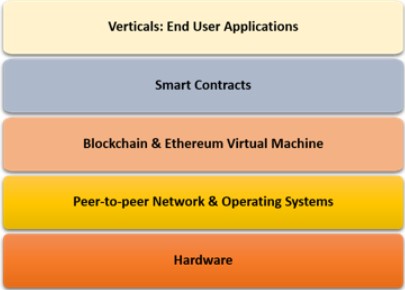 Verticals: End User Applications
Smart Contracts
Blockchain & Ethereum Virtual Machine
Peer-to-peer Network & Operating Systems
Hardware